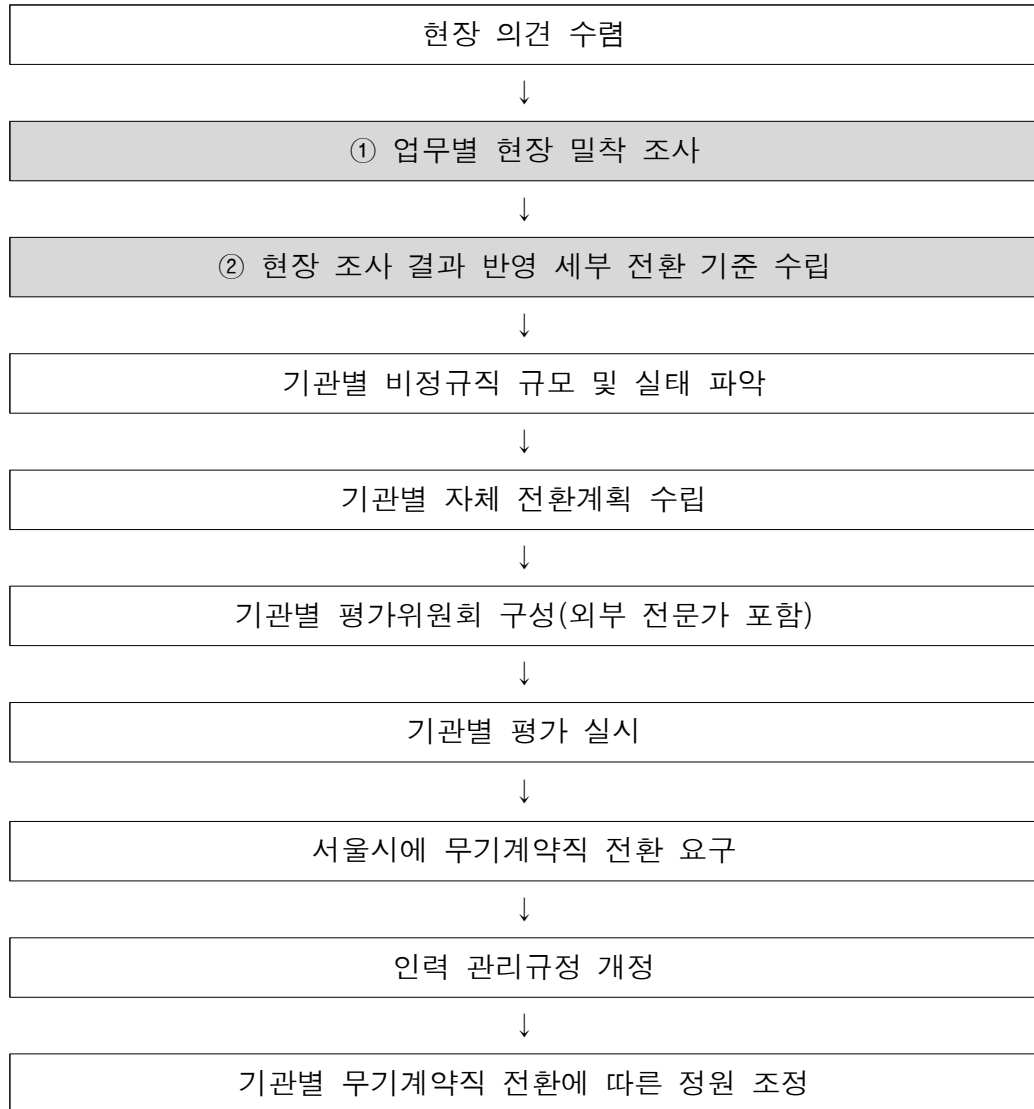 현장 의견 수렴
↓
① 업무별 현장 밀착 조사
↓
② 현장 조사 결과 반영 세부 전환 기준 수립
↓
기관별 비정규직 규모 및 실태 파악
↓
기관별 자체 전환계획 수립
↓
기관별 평가위원회 구성(외부 전문가 포함)
↓
기관별 평가 실시
↓
서울시에 무기계약직 전환 요구
↓
인력 관리규정 개정
↓
기관별 무기계약직 전환에 따른 정원 조정